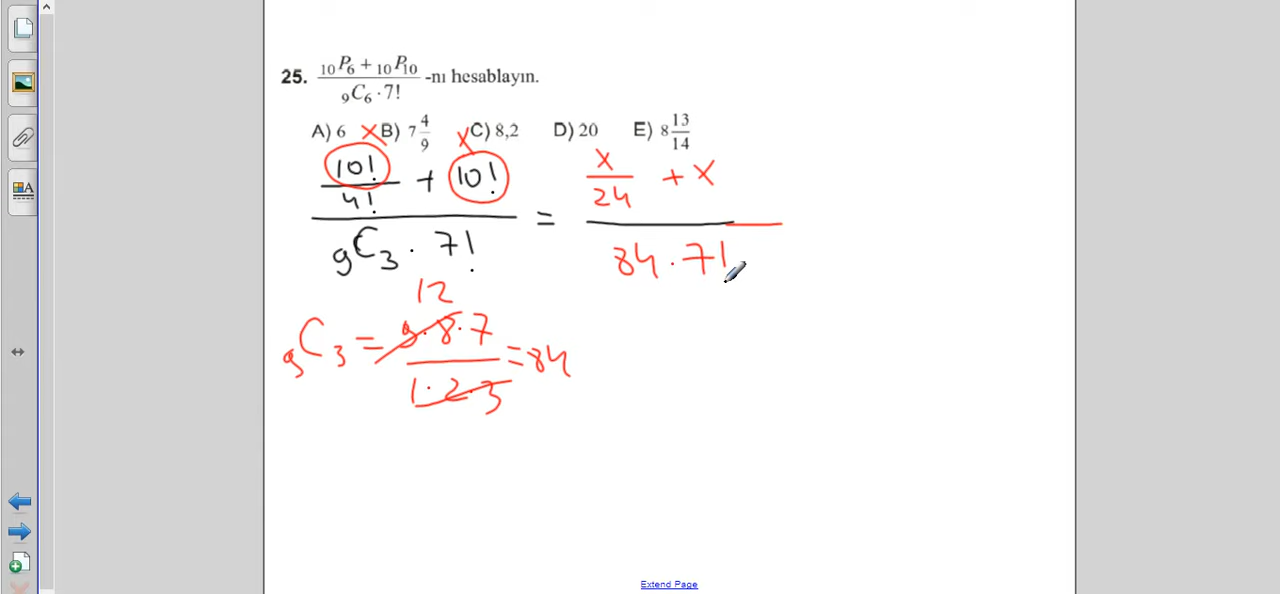 25. (₁₀P₆ + ₁₀P₁₀) / (₉C₆ · 7!) -nı hesablayın.
A) 6 B) 7 4/9 C) 8,2 D) 20 E) 8 13/14
x x
(10!/4! + 10!) / (₉C₃ · 7!) = (x/24 + x) / (84 · 7!)
12
₉C₃ = 9·8·7 / 1·2·3 = 84
Extend Page